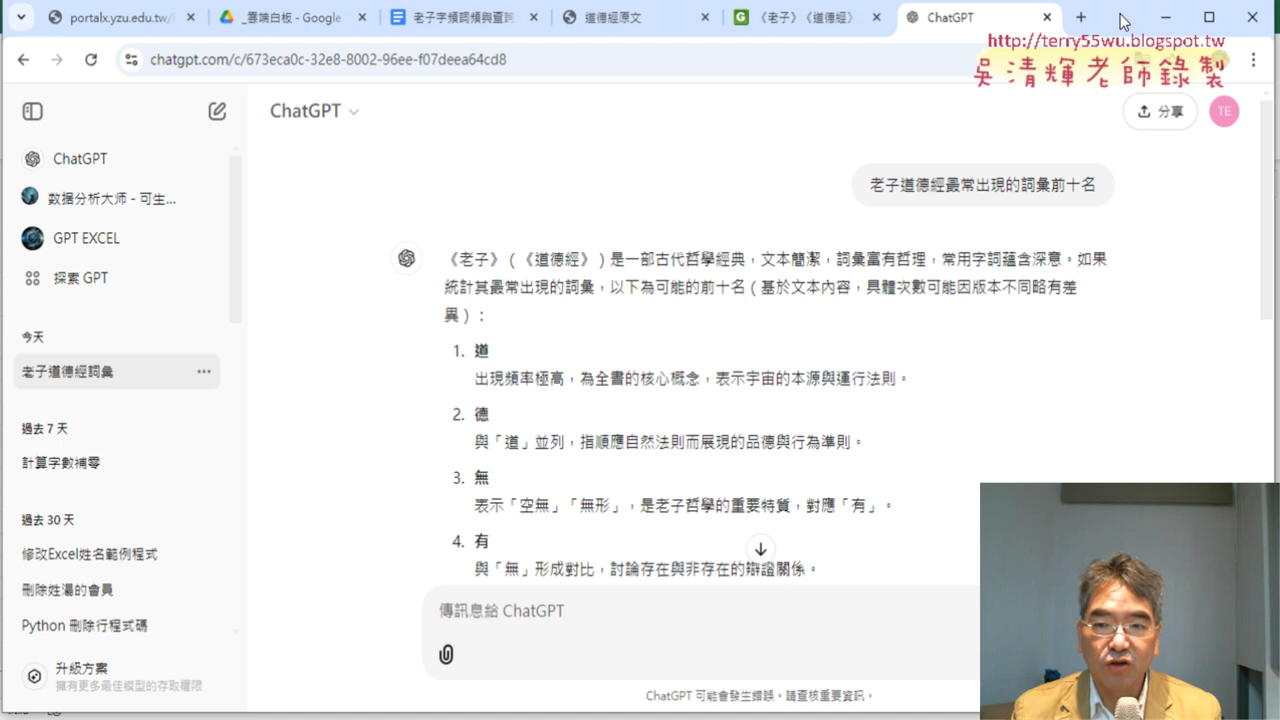 portalx.yzu.edu.tw/
_雲端白板 - Google
老子字頻詞頻與查詢
道德經原文
《老子》《道德經》
ChatGPT
http://terry55wu.blogspot.tw
chatgpt.com/c/673eca0c-32e8-8002-96ee-f07deea64cd8
吳清輝老師錄製
ChatGPT
分享
TE
ChatGPT
数据分析大师 - 可生...
GPT EXCEL
探索 GPT
今天
老子道德經詞彙
過去 7 天
計算字數補零
過去 30 天
修改Excel姓名範例程式
刪除姓湯的會員
Python 刪除行程式碼
升級方案
擁有更多最佳模型的存取權限
老子道德經最常出現的詞彙前十名
《老子》(《道德經》)是一部古代哲學經典，文本簡潔，詞彙富有哲理，常用字詞蘊含深意。如果
統計其最常出現的詞彙，以下為可能的前十名（基於文本內容，具體次數可能因版本不同略有差
異）：
1. 道
出現頻率極高，為全書的核心概念，表示宇宙的本源與運行法則。
2. 德
與「道」並列，指順應自然法則而展現的品德與行為準則。
3. 無
表示「空無」「無形」，是老子哲學的重要特質，對應「有」。
4. 有
與「無」形成對比，討論存在與非存在的辯證關係。
傳訊息給 ChatGPT
ChatGPT 可能會發生錯誤。請查核重要資訊。